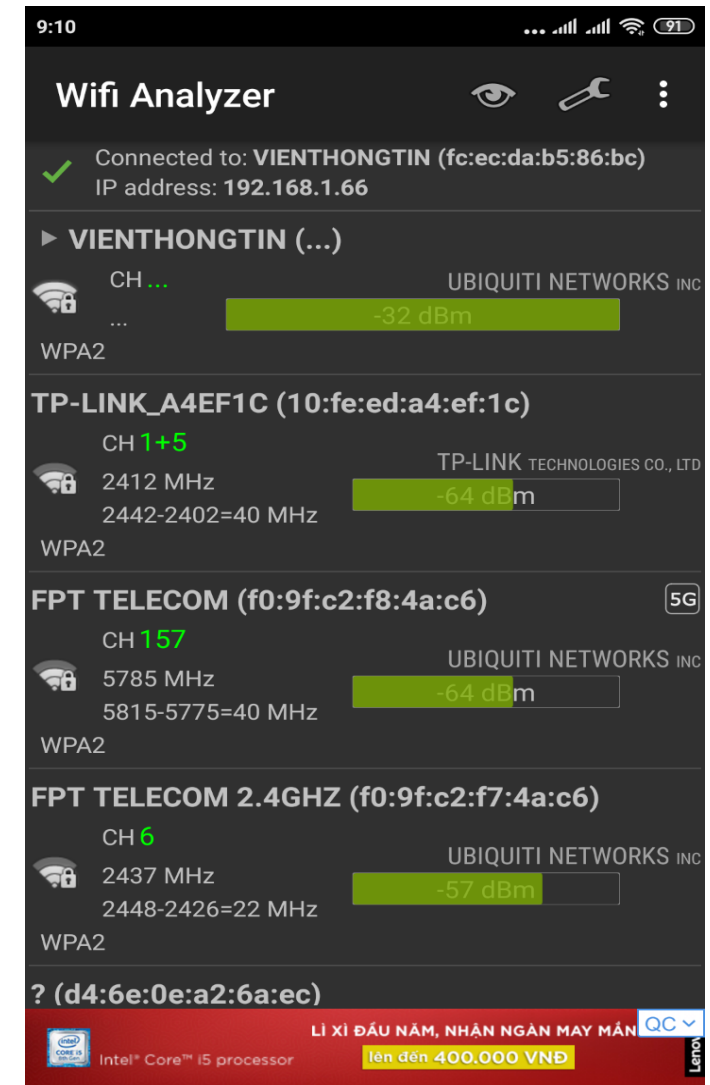 9:10
91
Wifi Analyzer
Connected to: VIENTHONGTIN (fc:ec:da:b5:86:bc)
IP address: 192.168.1.66
VIENTHONGTIN (...)
CH ...
UBIQUITI NETWORKS INC
...
-32 dBm
WPA2
TP-LINK_A4EF1C (10:fe:ed:a4:ef:1c)
CH 1+5
TP-LINK TECHNOLOGIES CO., LTD
2412 MHz
-64 dBm
2442-2402=40 MHz
WPA2
FPT TELECOM (f0:9f:c2:f8:4a:c6)
5G
CH 157
UBIQUITI NETWORKS INC
5785 MHz
-64 dBm
5815-5775=40 MHz
WPA2
FPT TELECOM 2.4GHZ (f0:9f:c2:f7:4a:c6)
CH 6
UBIQUITI NETWORKS INC
2437 MHz
-57 dBm
2448-2426=22 MHz
WPA2
? (d4:6e:0e:a2:6a:ec)
LÌ XÌ ĐẦU NĂM, NHẬN NGÀN MAY MẮN
QC
intel
CORE i5
Intel® Core™ i5 processor
lên đến 400.000 VNĐ
Lenov